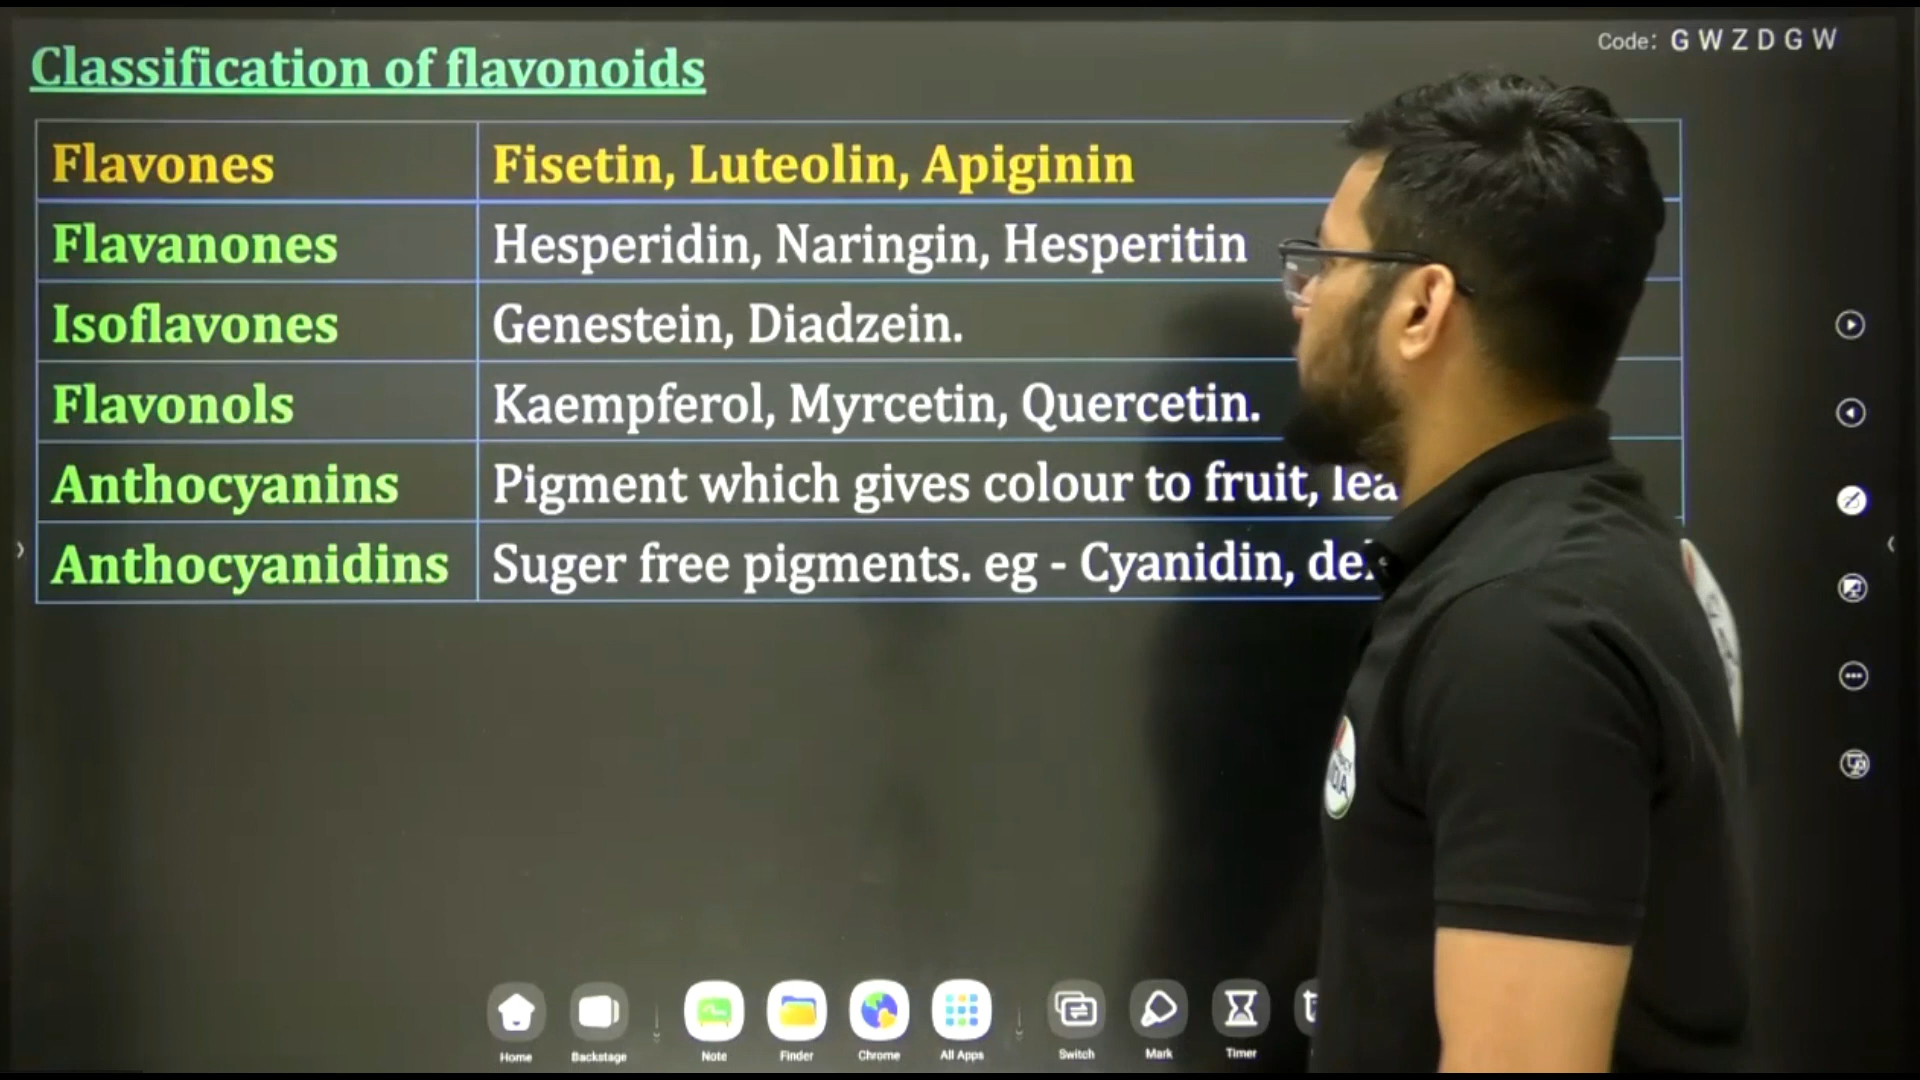 Code: GWZDGW
Classification of flavonoids
Flavones Fisetin, Luteolin, Apiginin
Flavanones Hesperidin, Naringin, Hesperitin
Isoflavones Genestein, Diadzein.
Flavonols Kaempferol, Myrcetin, Quercetin.
Anthocyanins Pigment which gives colour to fruit,
Anthocyanidins Suger free pigments. eg - Cyanidin,
Home Backstage Note Finder Chrome All Apps Switch Mark Timer